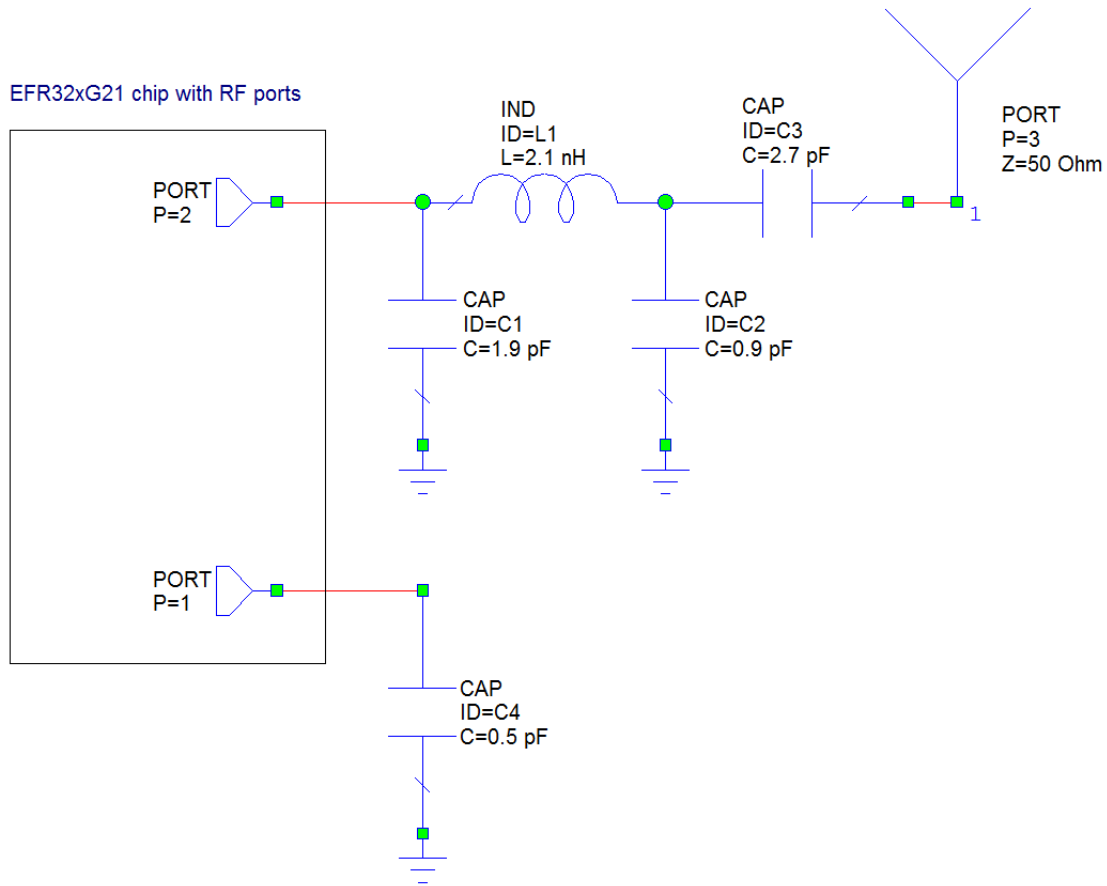 EFR32xG21 chip with RF ports
PORT
P=2
IND
ID=L1
L=2.1 nH
CAP
ID=C3
C=2.7 pF
PORT
P=3
Z=50 Ohm
1
CAP
ID=C1
C=1.9 pF
CAP
ID=C2
C=0.9 pF
PORT
P=1
CAP
ID=C4
C=0.5 pF